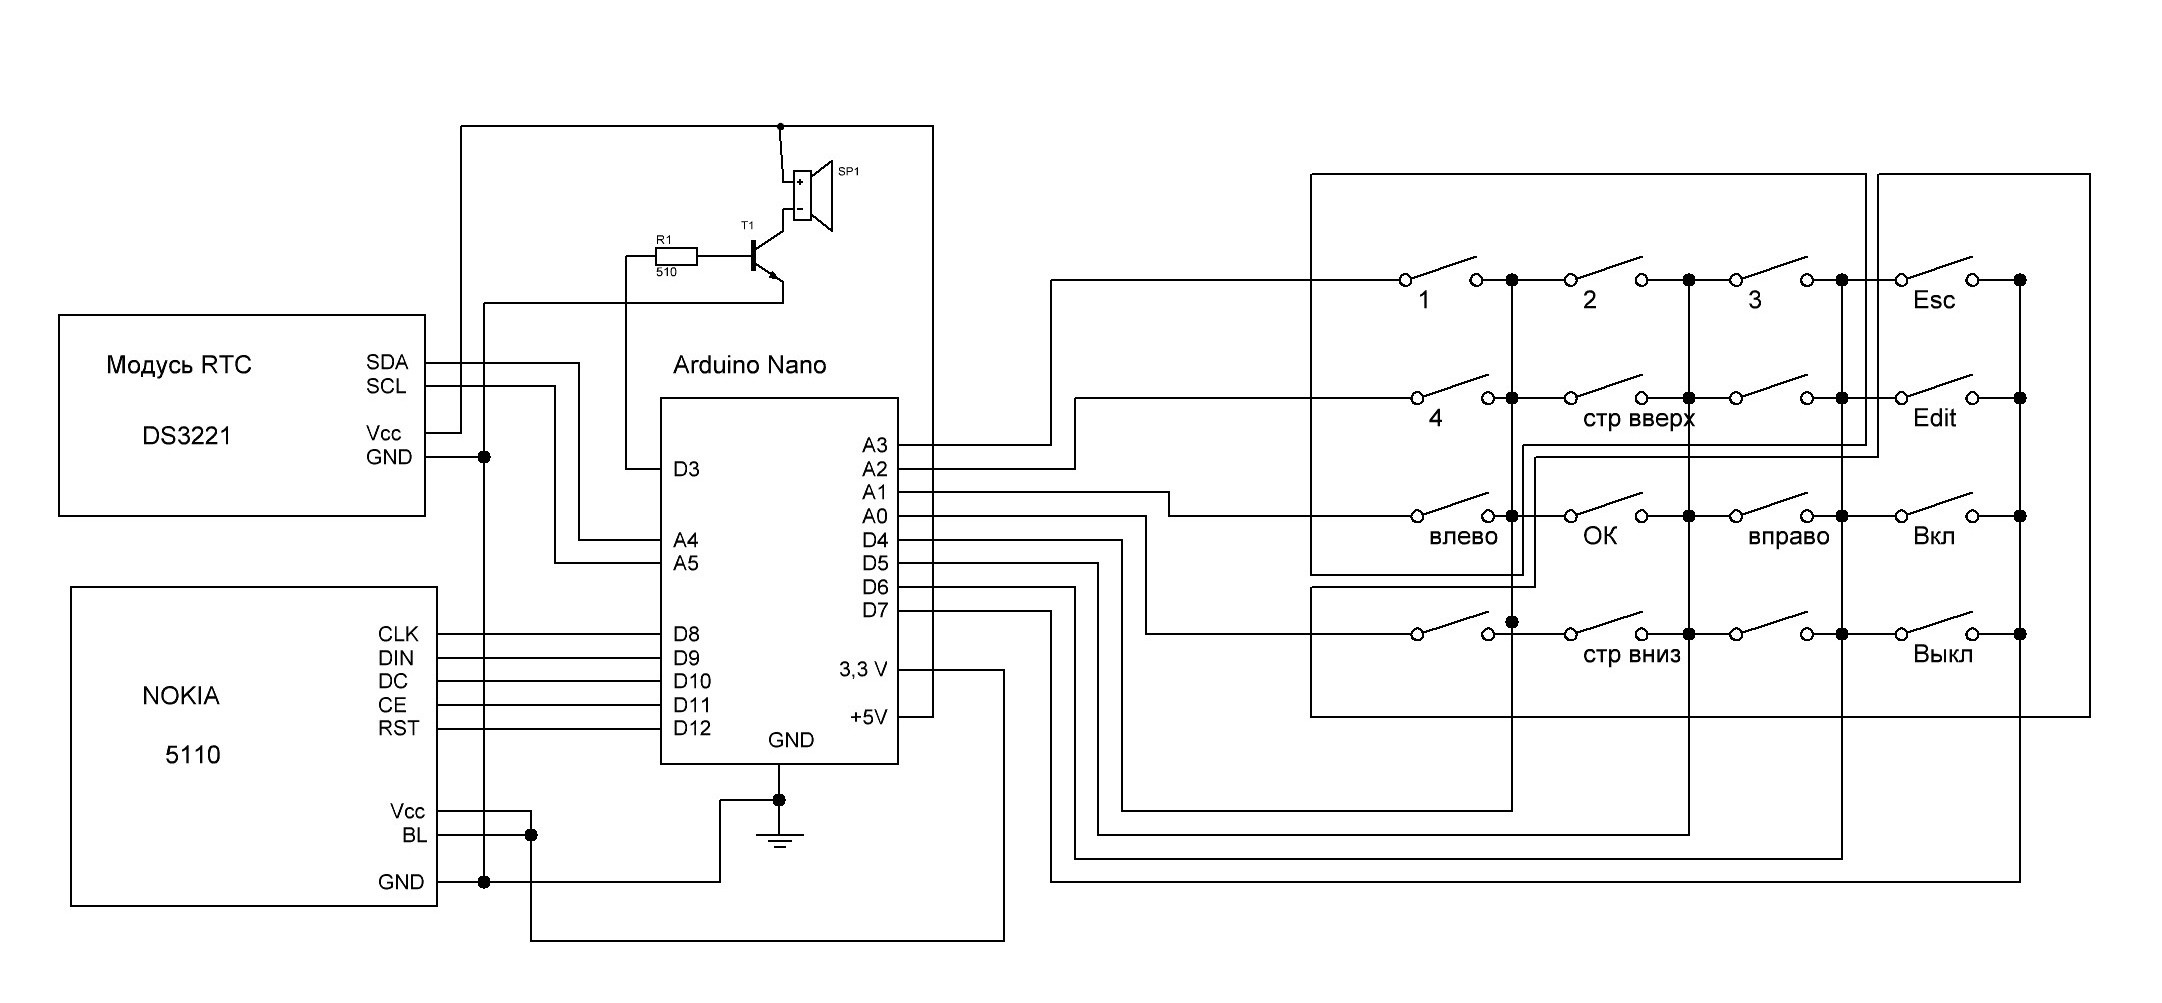 SP1
T1
R1
510
Модусь RTC
DS3221
SDA
SCL
Vcc
GND
Arduino Nano
D3
A4
A5
D8
D9
D10
D11
D12
A3
A2
A1
A0
D4
D5
D6
D7
3,3 V
+5V
GND
NOKIA
5110
CLK
DIN
DC
CE
RST
Vcc
BL
GND
1 2 3 Esc
4 стр вверх Edit
влево ОК вправо Вкл
стр вниз Выкл